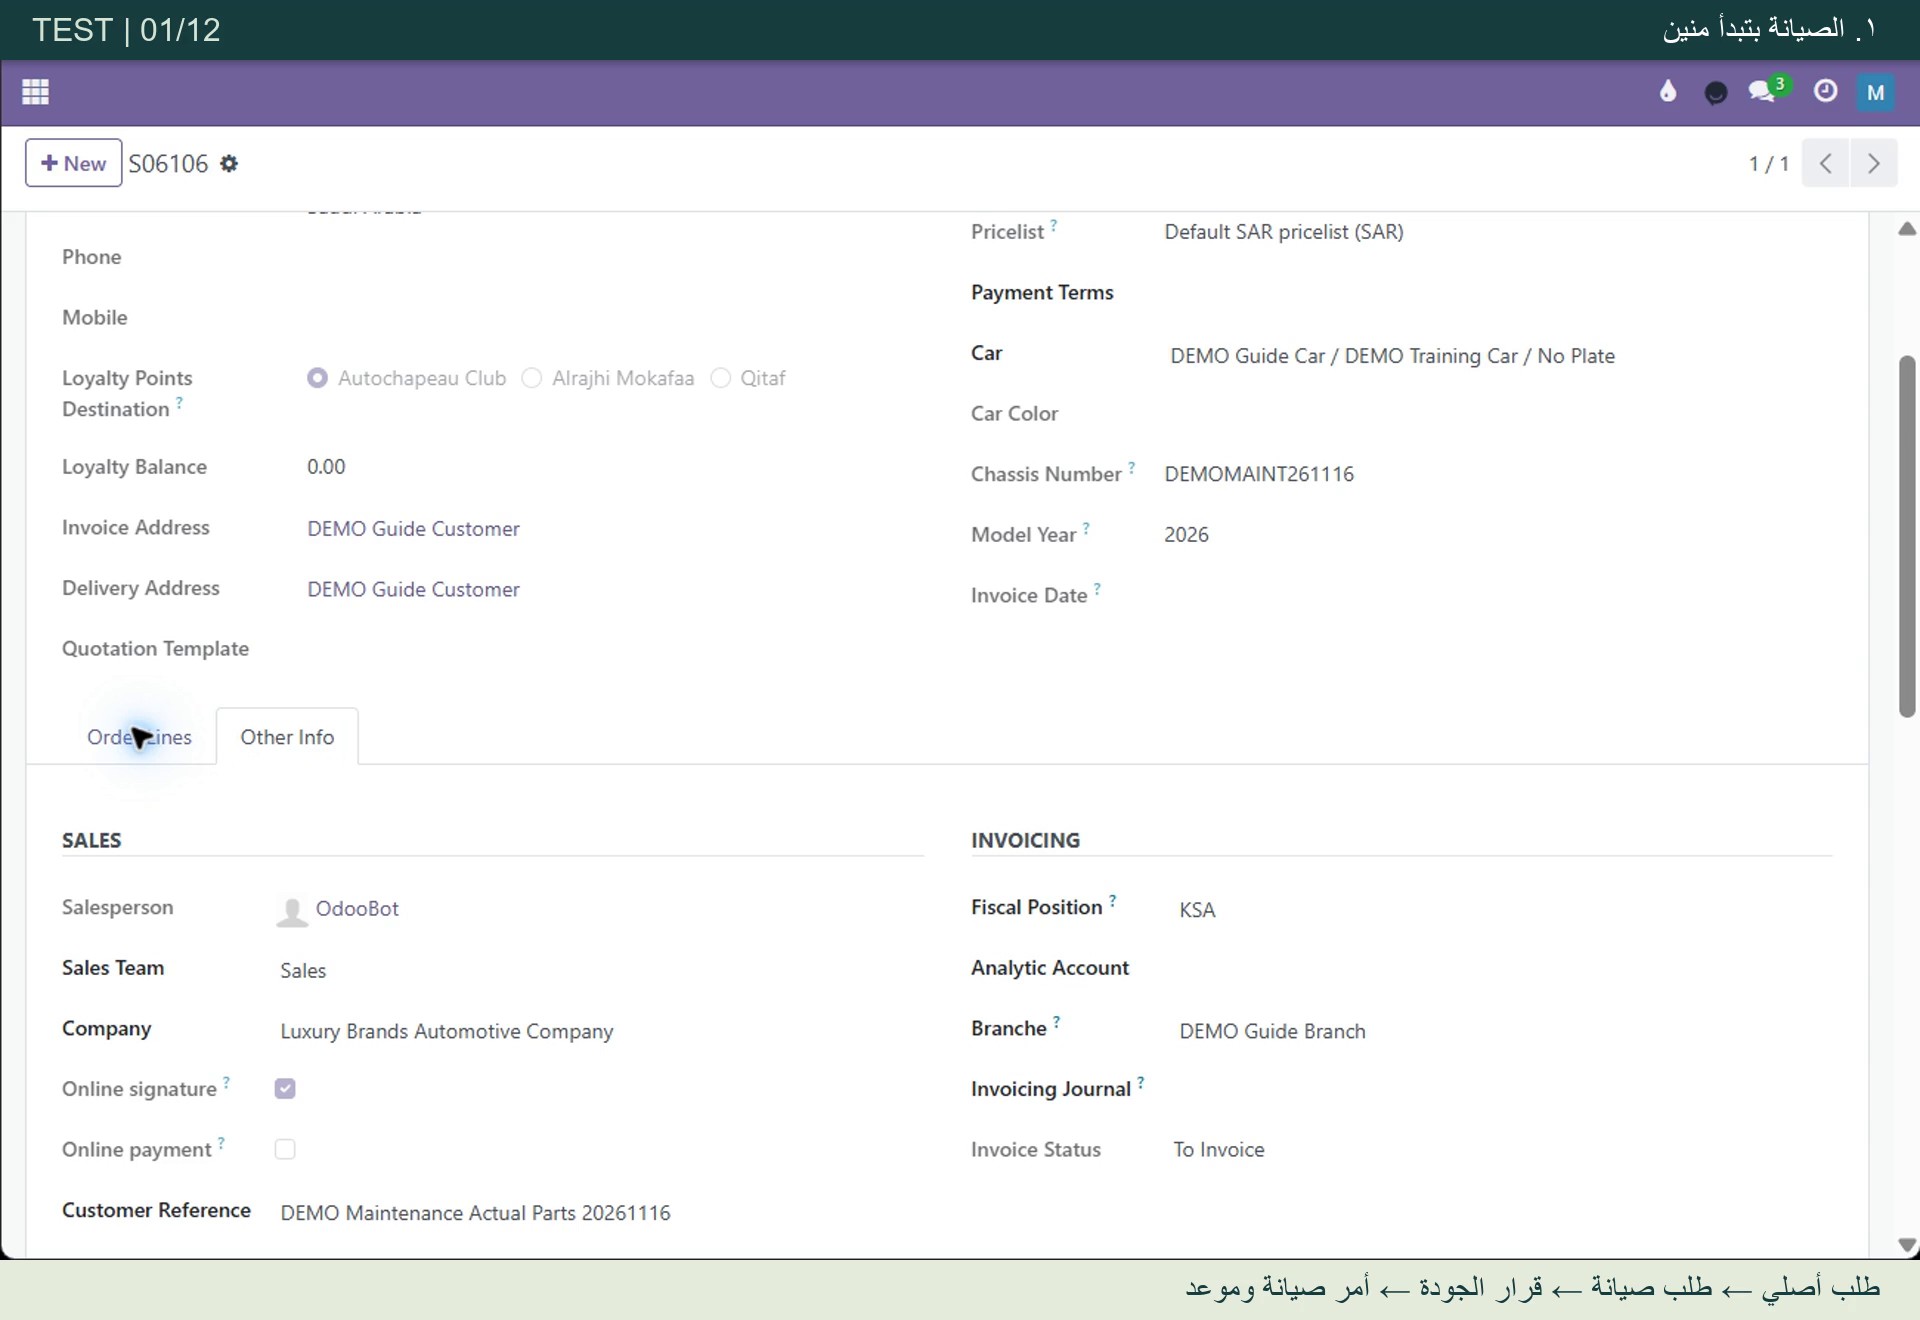 TEST | 01/12
١. الصيانة بتبدأ منين
3
M
New
S06106
1 / 1
Pricelist ?
Default SAR pricelist (SAR)
Phone
Payment Terms
Mobile
Car
DEMO Guide Car / DEMO Training Car / No Plate
Loyalty Points Destination ?
Autochapeau Club
Alrajhi Mokafaa
Qitaf
Car Color
Loyalty Balance
0.00
Chassis Number ?
DEMOMAINT261116
Invoice Address
DEMO Guide Customer
Model Year ?
2026
Delivery Address
DEMO Guide Customer
Invoice Date ?
Quotation Template
Other Info
SALES
INVOICING
Salesperson
OdooBot
Fiscal Position ?
KSA
Sales Team
Sales
Analytic Account
Company
Luxury Brands Automotive Company
Branche ?
DEMO Guide Branch
Online signature ?
Invoicing Journal ?
Online payment ?
Invoice Status
To Invoice
Customer Reference
DEMO Maintenance Actual Parts 20261116
طلب أصلي ← طلب صيانة ← قرار الجودة ← أمر صيانة وموعد